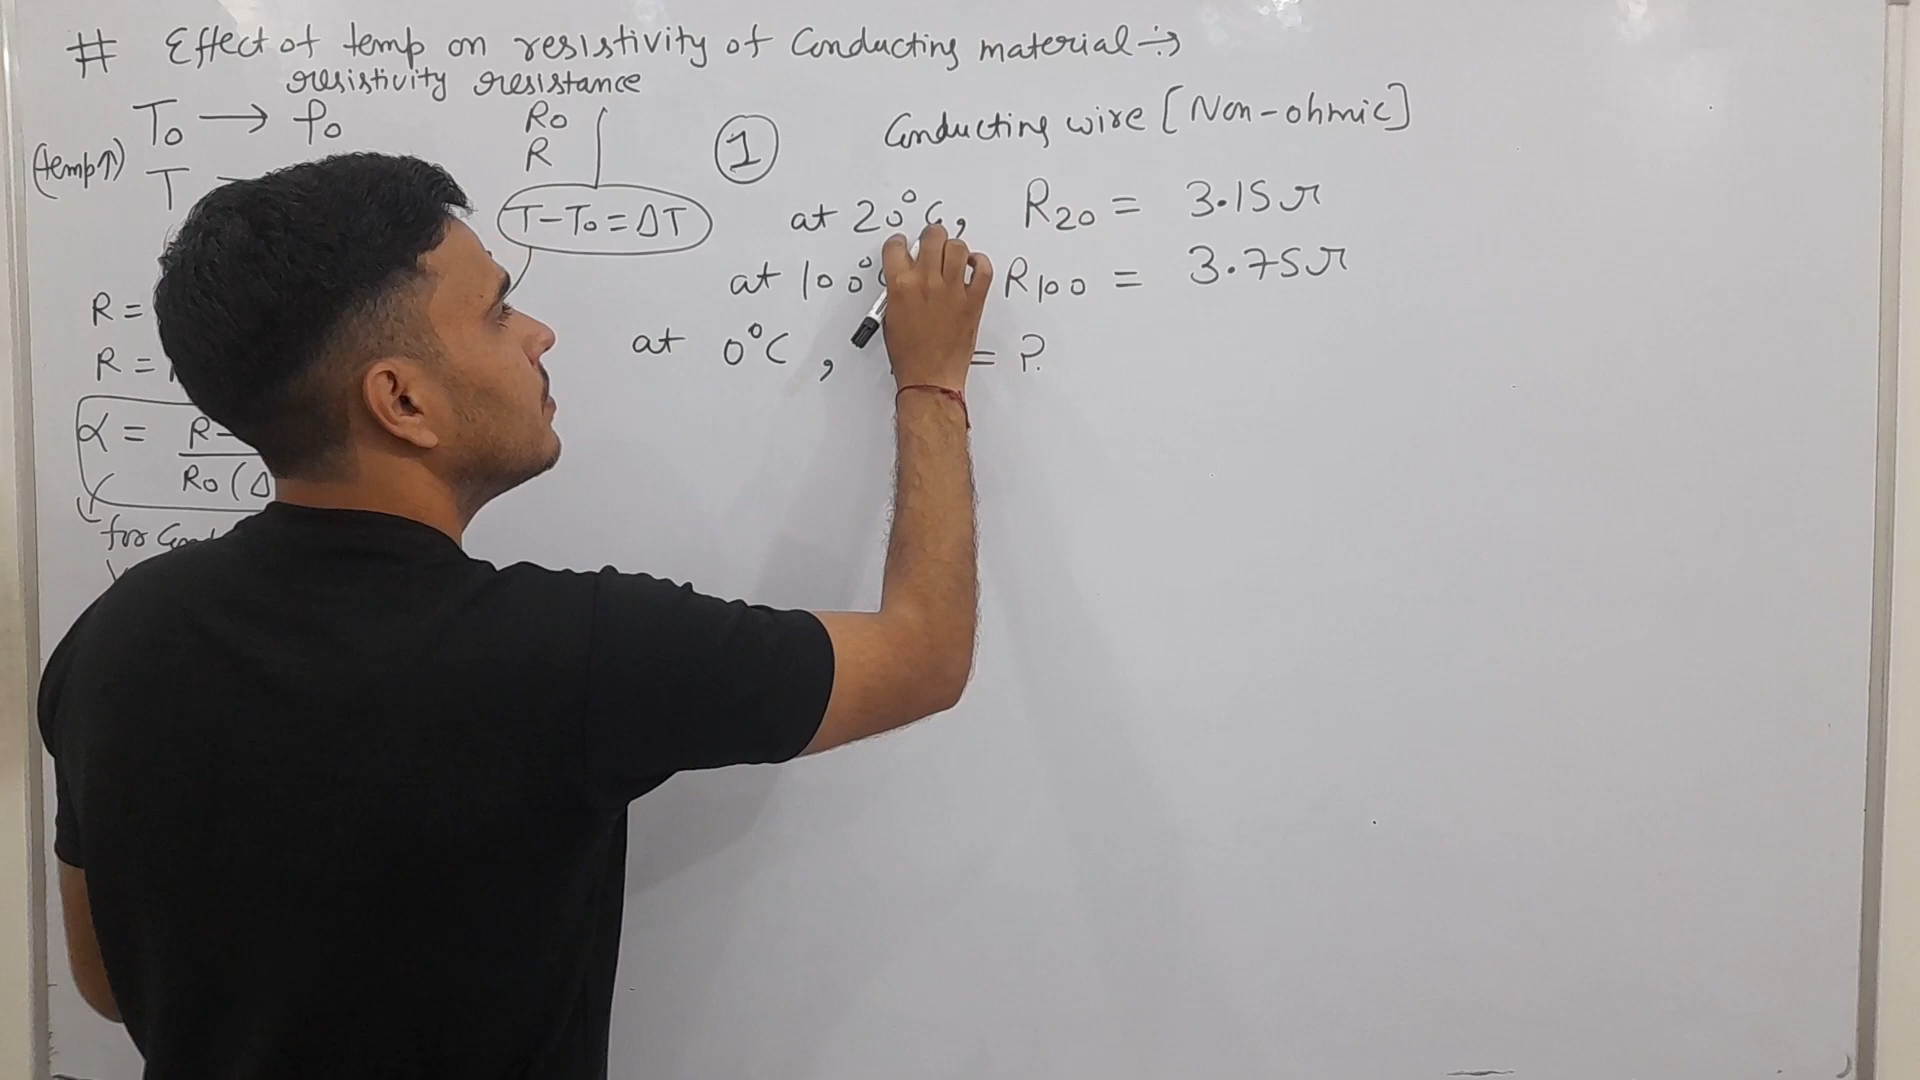 # Effect of temp on resistivity of Conducting material :→
resistivity resistance
T₀ → ρ₀
(temp↑) T
R₀
R
T-T₀ = ΔT
R =
R =
α = R-
R₀(Δ
for
1 Conducting wire [Non-ohmic]
at 20°C, R₂₀ = 3.15Ω
at 100° R₁₀₀ = 3.75Ω
at 0°C, = ?